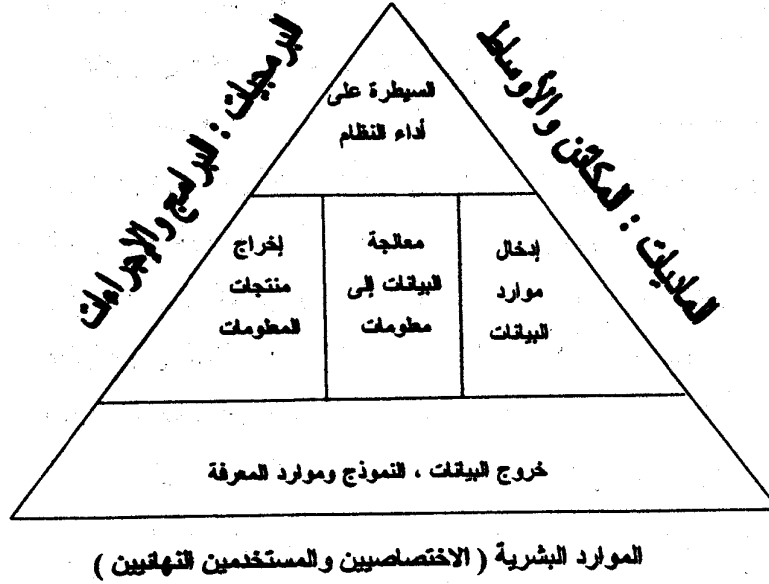 البرمجيات : البرامج والإجراءات
الماديات : المكائن والأوساط
السيطرة على
أداء النظام
إدخال
موارد
البيانات
معالجة
البيانات إلى
معلومات
إخراج
منتجات
المعلومات
خروج البيانات ، النموذج وموارد المعرفة
الموارد البشرية ( الاختصاصيين والمستخدمين النهائيين )